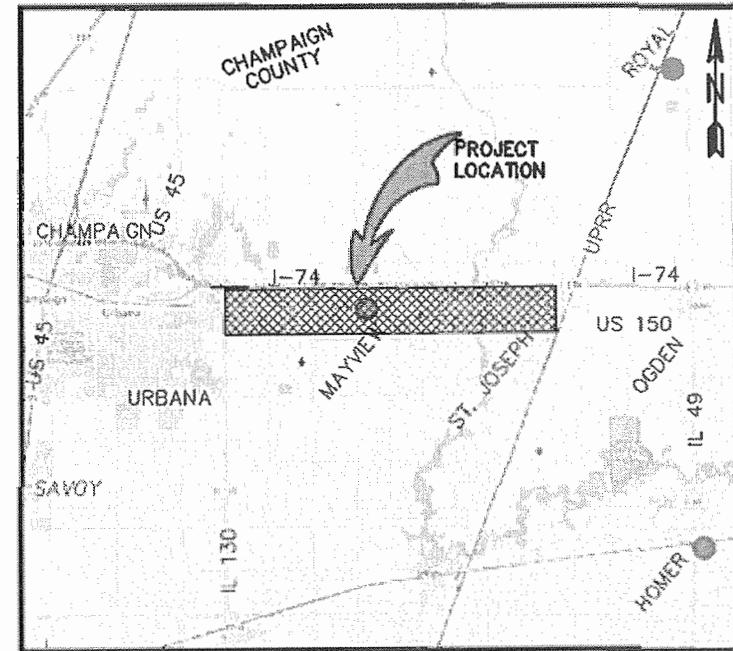 CHAMPAIGN
COUNTY
ROYAL
N
PROJECT
LOCATION
US 45
CHAMPAIGN
UPRR
I-74
I-74
US 45
MAYVIEW
ST. JOSEPH
US 150
OGDEN
URBANA
IL 49
SAVOY
IL 130
HOMER